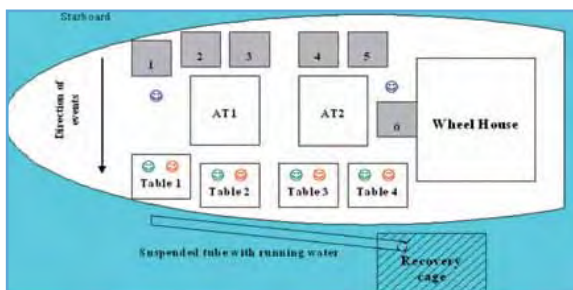 Starboard
1
2
3
4
5
6
Direction of
events
AT1
AT2
Wheel House
Table 1
Table 2
Table 3
Table 4
Suspended tube with running water
Recovery
cage